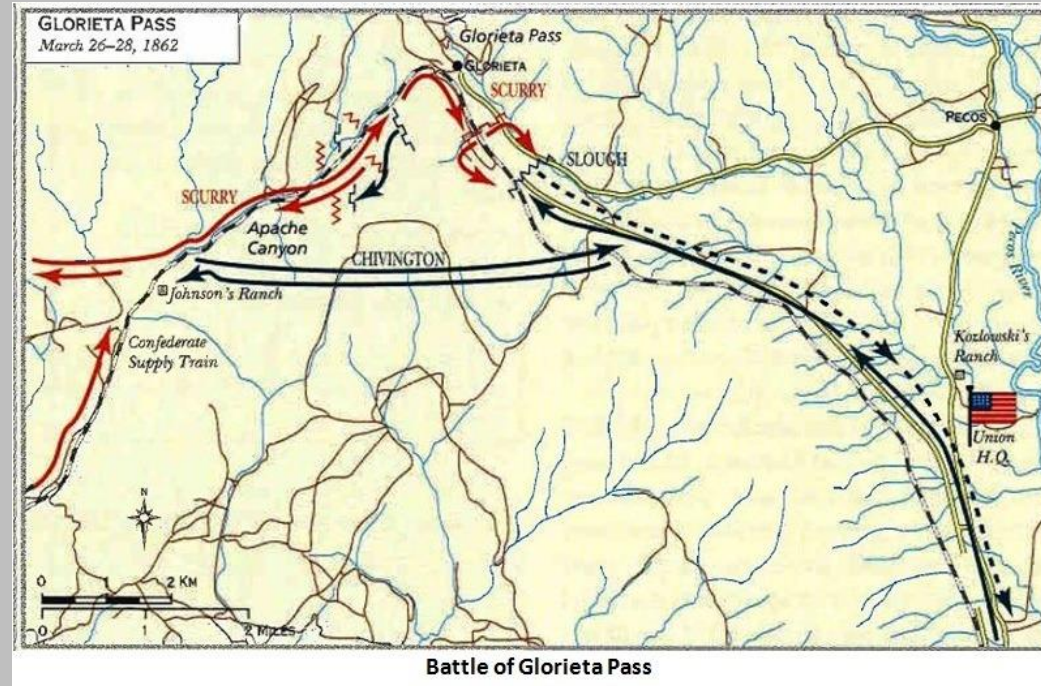 GLORIETA PASS
March 26–28, 1862
Glorieta Pass
GLORIETA
SCURRY
PECOS
SLOUGH
SCURRY
Apache
Canyon
CHIVINGTON
Pecos River
Johnson's Ranch
Confederate
Supply Train
Kozlowski's
Ranch
Union
H.Q.
N
0 1 2 KM
0 1 2 MILES
Battle of Glorieta Pass